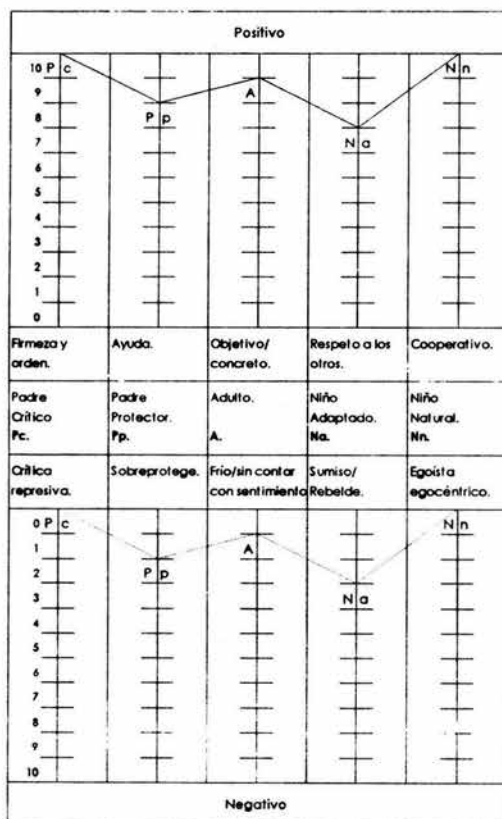 Positivo
10 P c N n
9 A
8 P p
7 N a
6
5
4
3
2
1
0
Firmeza y orden. Ayuda. Objetivo/ concreto. Respeto a los otros. Cooperativo.
Padre Crítico Pc. Padre Protector. Pp. Adulto. A. Niño Adaptado. Na. Niño Natural. Nn.
Crítica represiva. Sobreprotege. Frío/sin contar con sentimiento Sumiso/ Rebelde. Egoísta egocéntrico.
0 P c N n
1 A
2 P p
3 N a
4
5
6
7
8
9
10
Negativo